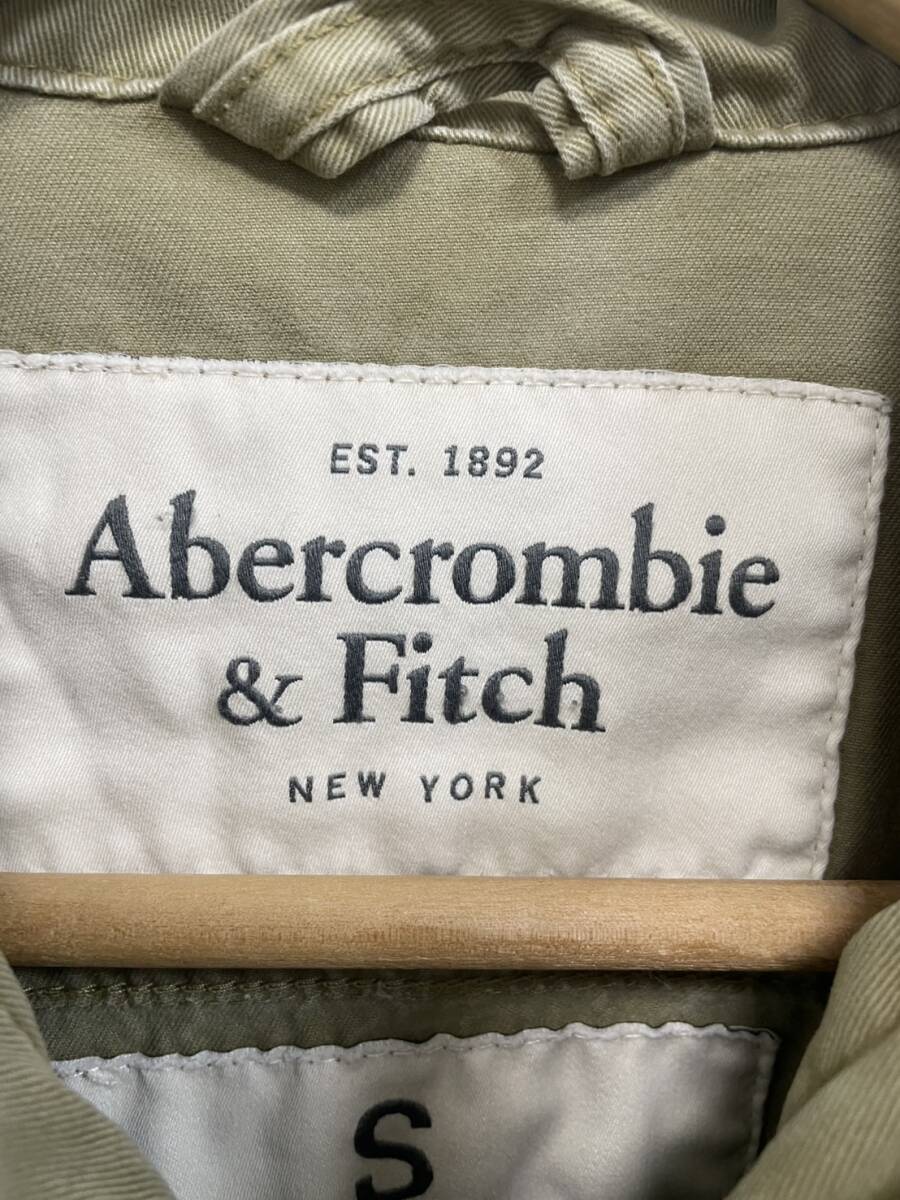 EST. 1892
Abercrombie
& Fitch
NEW YORK
S